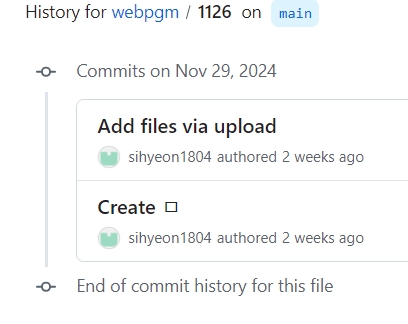 History for webpgm / 1126 on main
Commits on Nov 29, 2024
Add files via upload
sihyeon1804 authored 2 weeks ago
Create ㅁ
sihyeon1804 authored 2 weeks ago
End of commit history for this file